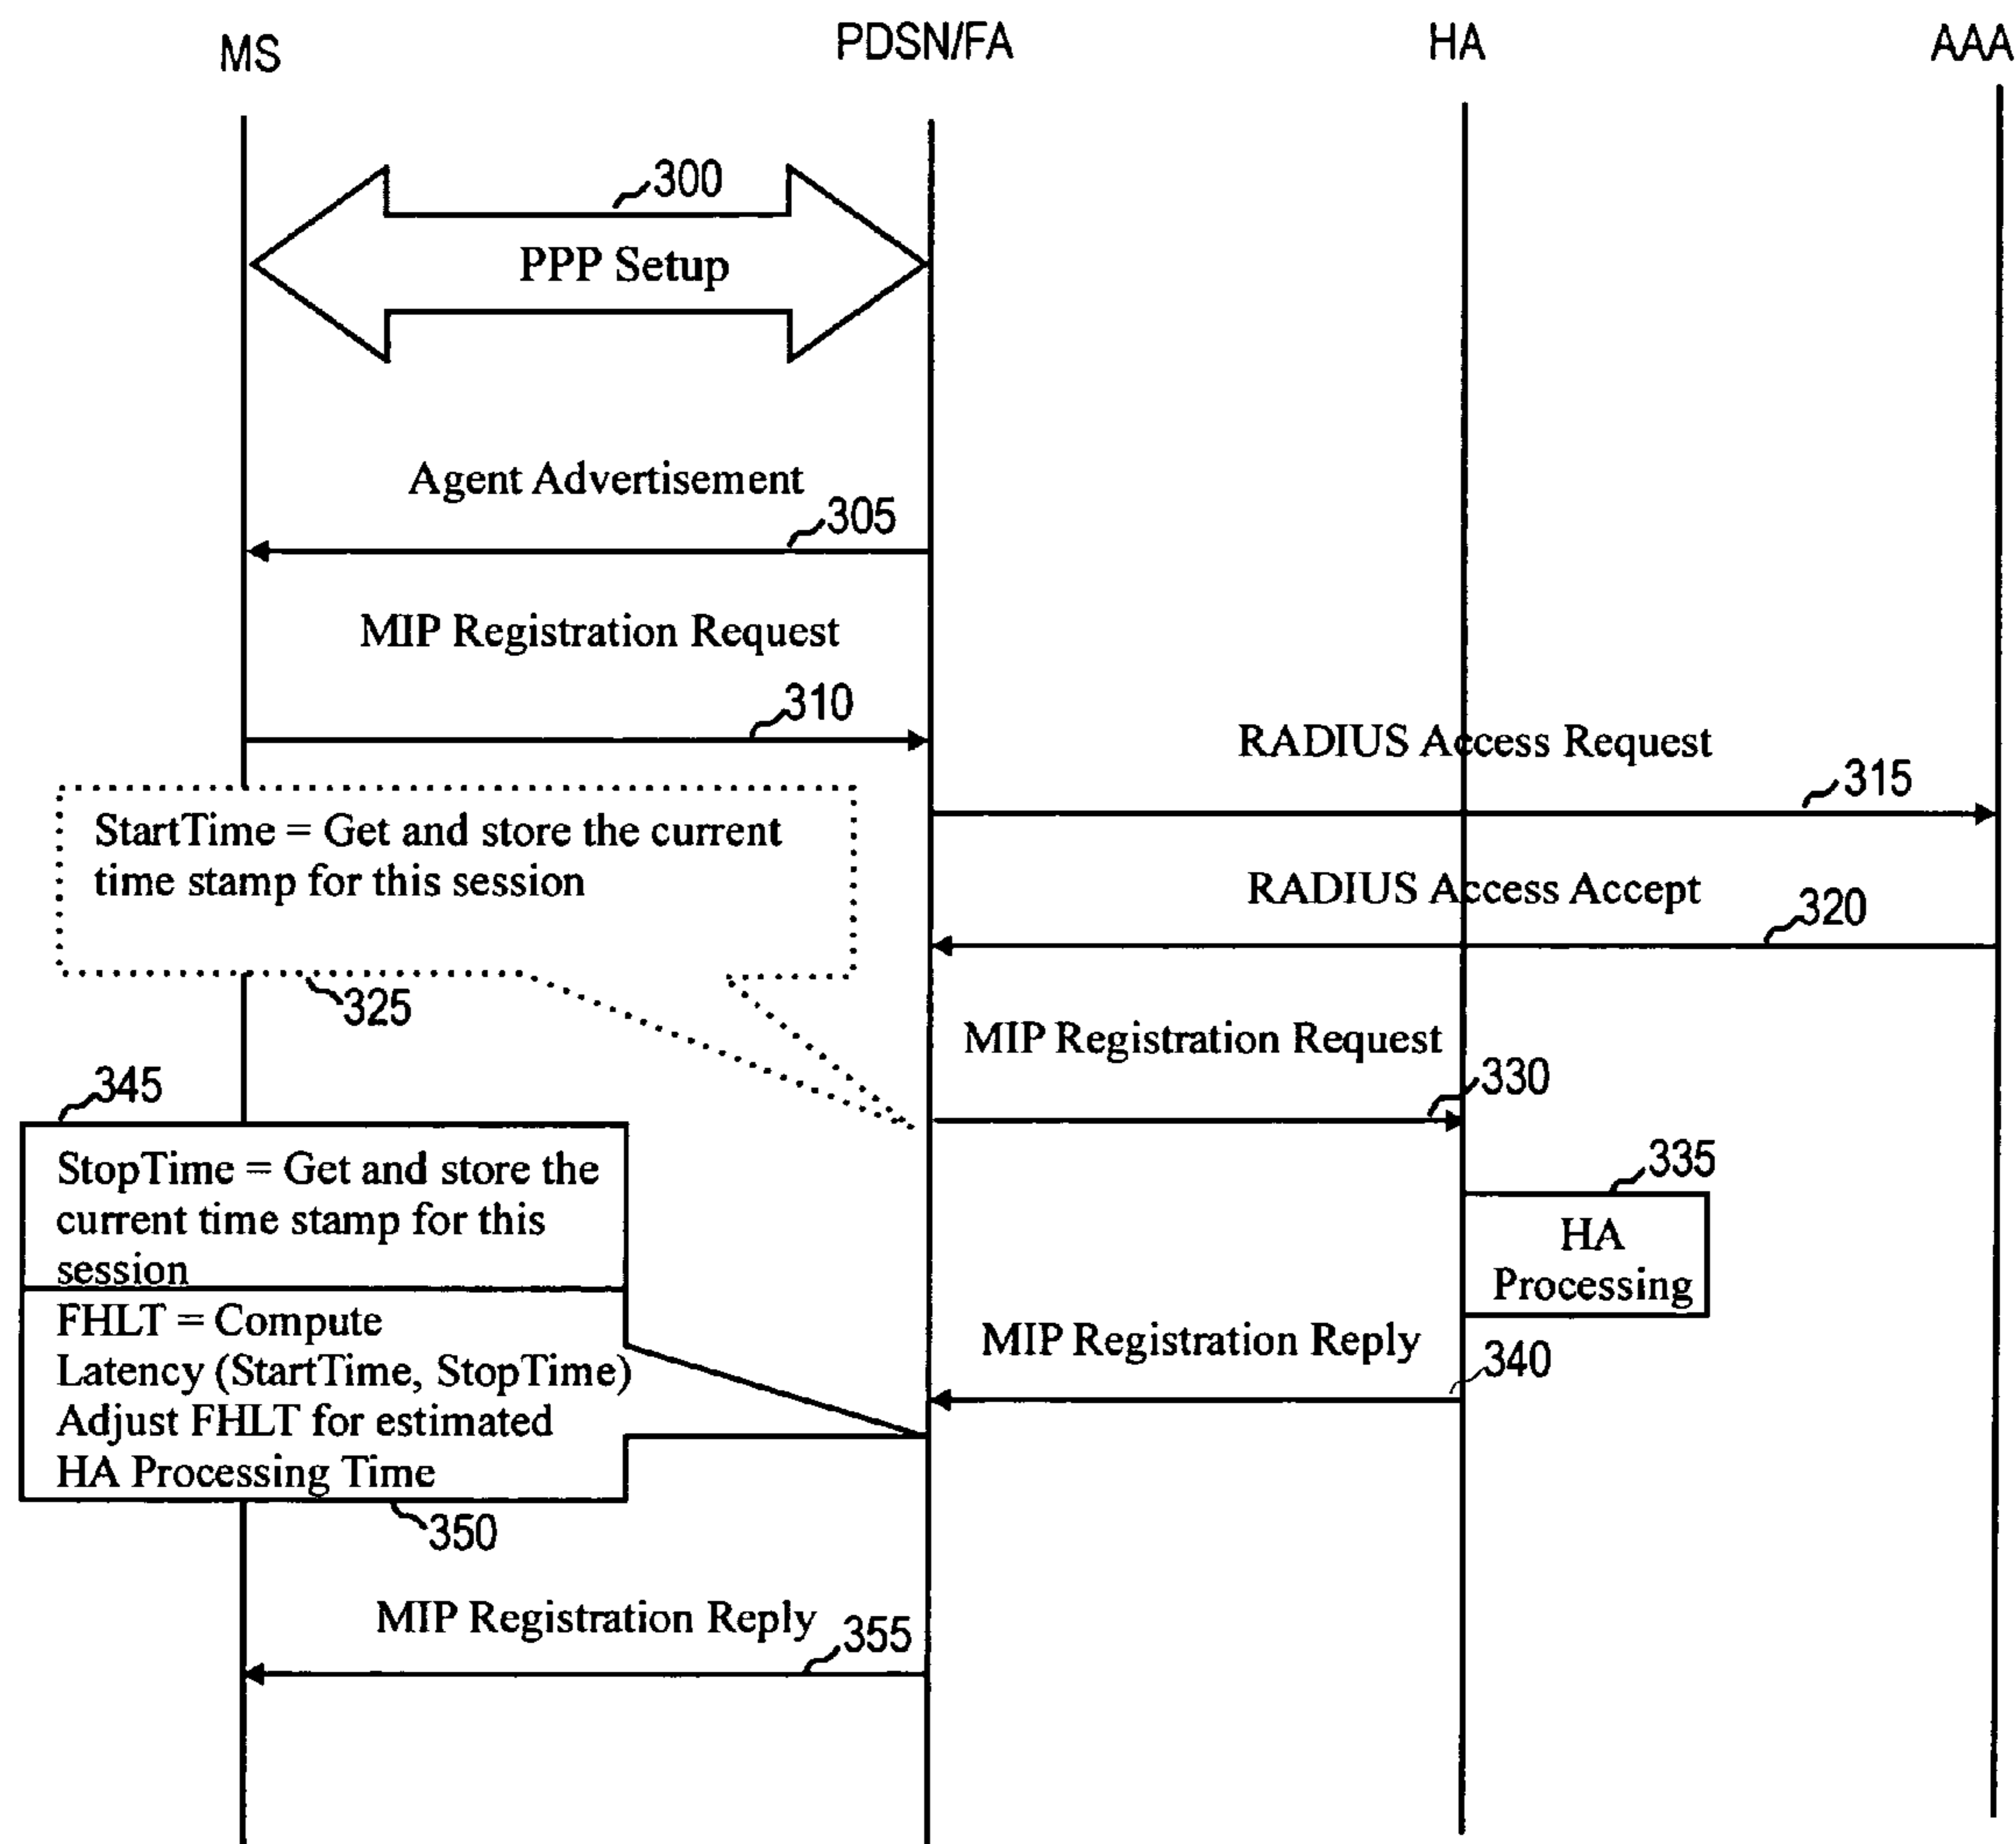 MS
PDSN/FA
HA
AAA
300
PPP Setup
Agent Advertisement
305
MIP Registration Request
310
RADIUS Access Request
315
StartTime = Get and store the current
time stamp for this session
325
RADIUS Access Accept
320
MIP Registration Request
330
345
StopTime = Get and store the
current time stamp for this
session
335
HA
Processing
FHLT = Compute
Latency (StartTime, StopTime)
Adjust FHLT for estimated
HA Processing Time
350
MIP Registration Reply
340
MIP Registration Reply
355